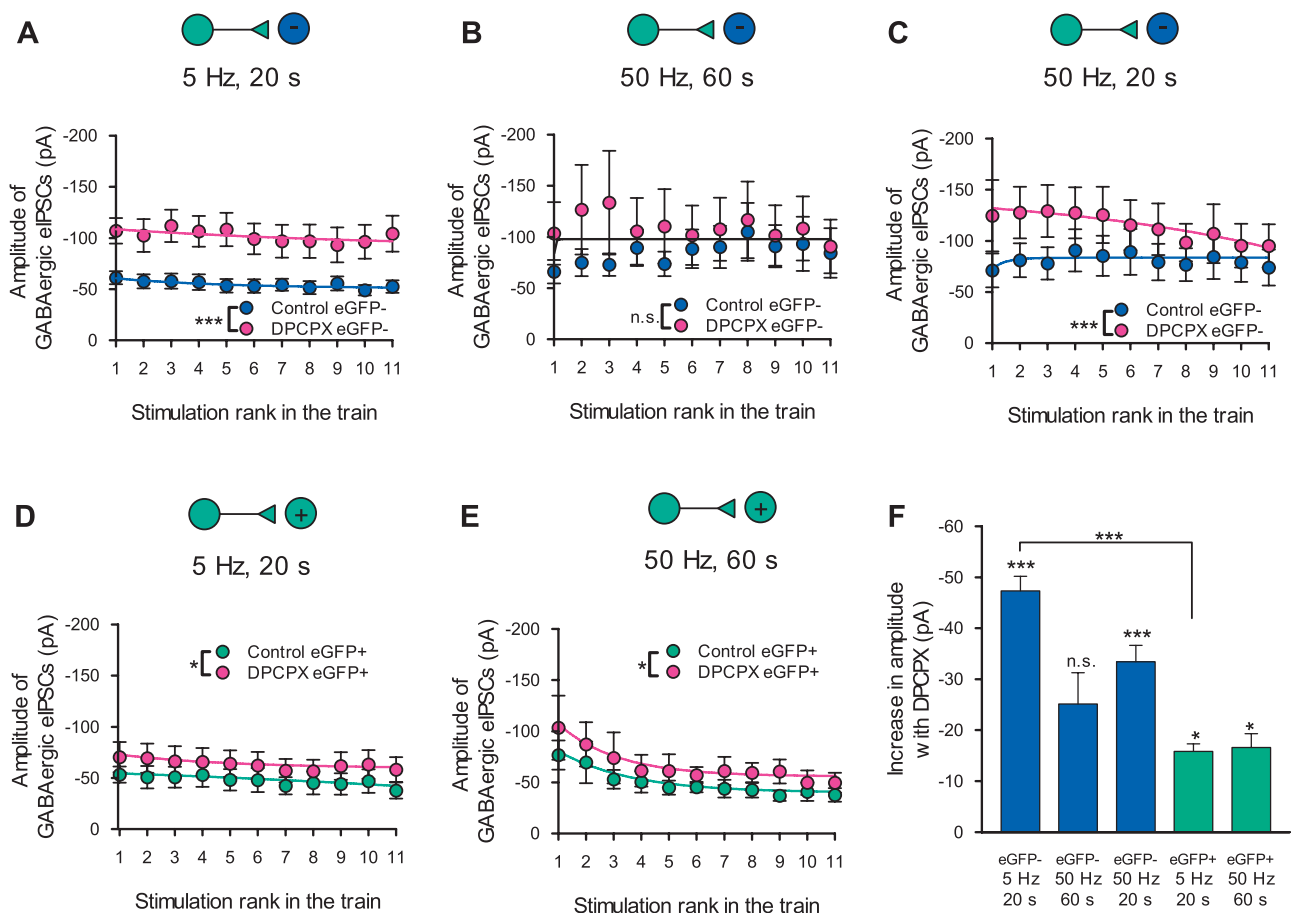 A
5 Hz, 20 s
Amplitude of
GABAergic eIPSCs (pA)
-200
-150
-100
-50
0
***
Control eGFP-
DPCPX eGFP-
1 2 3 4 5 6 7 8 9 10 11
Stimulation rank in the train
B
50 Hz, 60 s
Amplitude of
GABAergic eIPSCs (pA)
-200
-150
-100
-50
0
n.s.
Control eGFP-
DPCPX eGFP-
1 2 3 4 5 6 7 8 9 10 11
Stimulation rank in the train
C
50 Hz, 20 s
Amplitude of
GABAergic eIPSCs (pA)
-200
-150
-100
-50
0
***
Control eGFP-
DPCPX eGFP-
1 2 3 4 5 6 7 8 9 10 11
Stimulation rank in the train
D
+
5 Hz, 20 s
Amplitude of
GABAergic eIPSCs (pA)
-200
-150
-100
-50
0
*
Control eGFP+
DPCPX eGFP+
1 2 3 4 5 6 7 8 9 10 11
Stimulation rank in the train
E
+
50 Hz, 60 s
Amplitude of
GABAergic eIPSCs (pA)
-200
-150
-100
-50
0
*
Control eGFP+
DPCPX eGFP+
1 2 3 4 5 6 7 8 9 10 11
Stimulation rank in the train
F
Increase in amplitude
with DPCPX (pA)
-60
-50
-40
-30
-20
-10
0
***
***
n.s.
***
*
*
eGFP- eGFP- eGFP- eGFP+ eGFP+
5 Hz 50 Hz 50 Hz 5 Hz 50 Hz
20 s 60 s 20 s 20 s 60 s